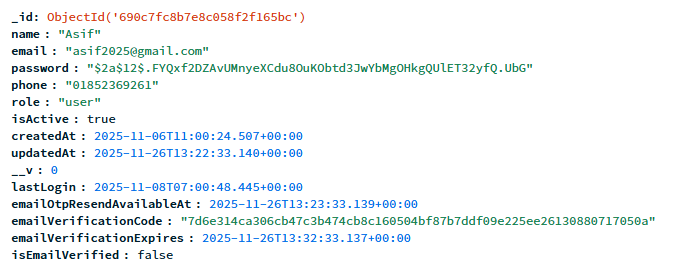 _id: ObjectId('690c7fc8b7e8c058f2f165bc')
name : "Asif"
email : "asif2025@gmail.com"
password : "$2a$12$.FYQxf2DZAvUMnyeXCdu8OuKObtd3JwYbMgOHkgQUlET32yfQ.UbG"
phone : "01852369261"
role : "user"
isActive : true
createdAt : 2025-11-06T11:00:24.507+00:00
updatedAt : 2025-11-26T13:22:33.140+00:00
__v : 0
lastLogin : 2025-11-08T07:00:48.445+00:00
emailOtpResendAvailableAt : 2025-11-26T13:23:33.139+00:00
emailVerificationCode : "7d6e314ca306cb47c3b474cb8c160504bf87b7ddf09e225ee26130880717050a"
emailVerificationExpires : 2025-11-26T13:32:33.137+00:00
isEmailVerified : false